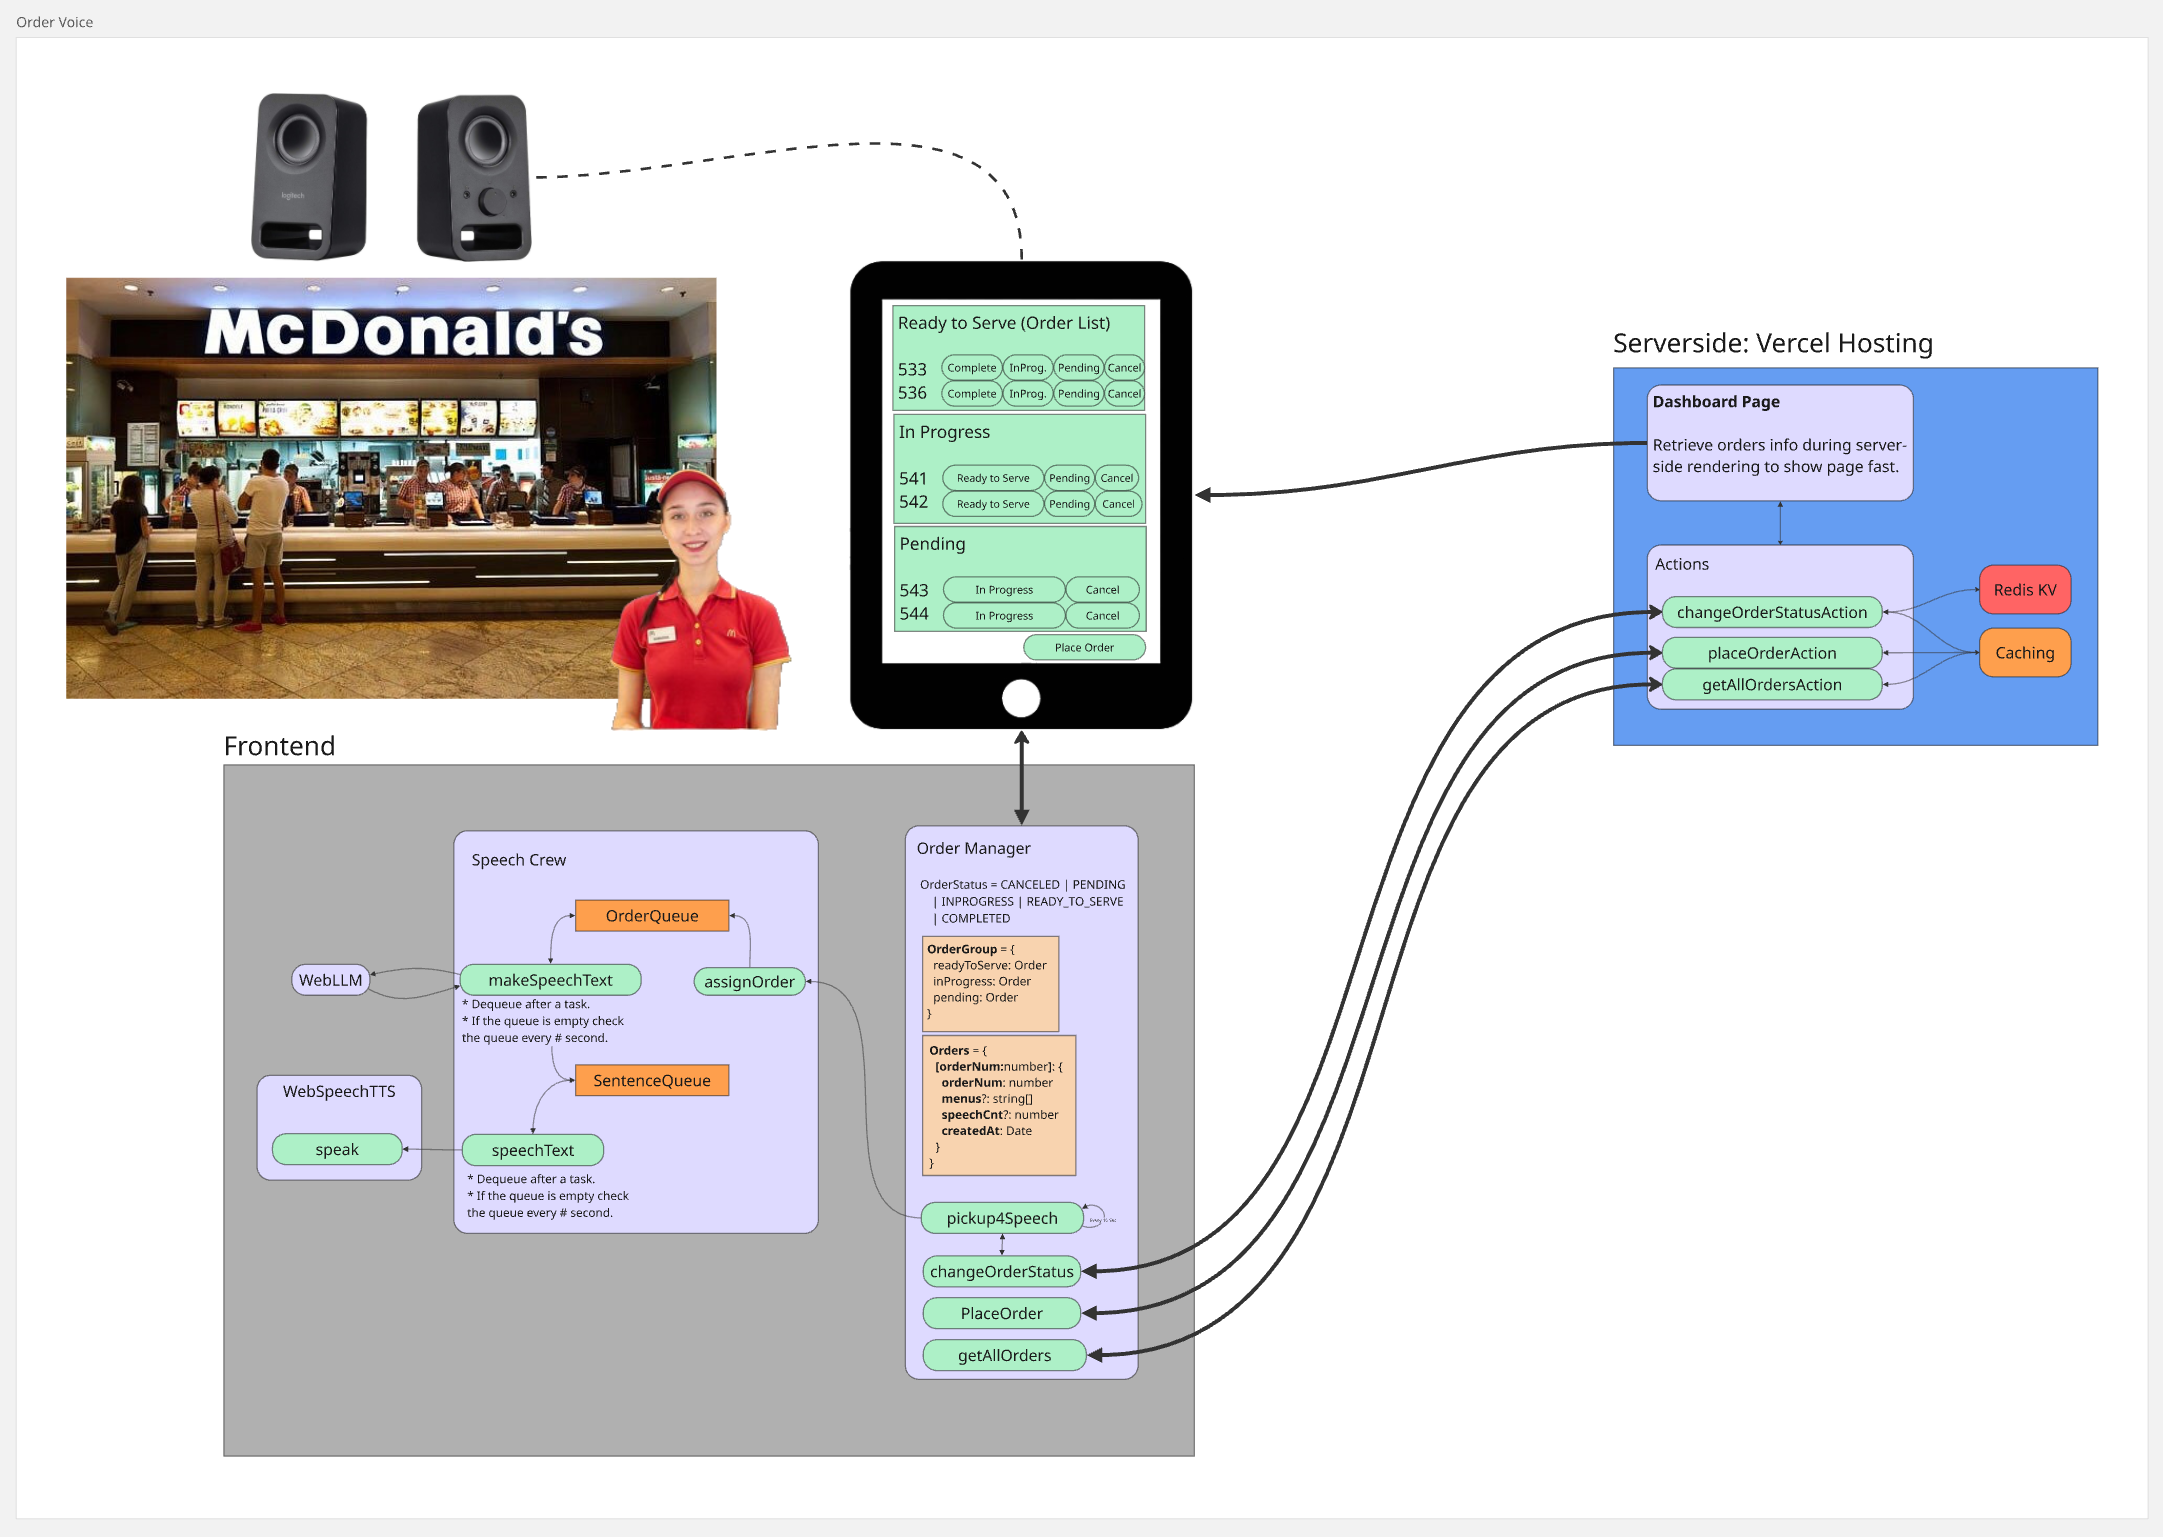 Order Voice
logitech
McDonald's
Ready to Serve (Order List)
533 Complete InProg. Pending Cancel
536 Complete InProg. Pending Cancel
In Progress
541 Ready to Serve Pending Cancel
542 Ready to Serve Pending Cancel
Pending
543 In Progress Cancel
544 In Progress Cancel
Place Order
Serverside: Vercel Hosting
Dashboard Page
Retrieve orders info during server-
side rendering to show page fast.
Actions
changeOrderStatusAction
placeOrderAction
getAllOrdersAction
Redis KV
Caching
Frontend
Speech Crew
OrderQueue
WebLLM
makeSpeechText
assignOrder
* Dequeue after a task.
* If the queue is empty check
the queue every # second.
SentenceQueue
WebSpeechTTS
speak
speechText
* Dequeue after a task.
* If the queue is empty check
the queue every # second.
Order Manager
OrderStatus = CANCELED | PENDING
| INPROGRESS | READY_TO_SERVE
| COMPLETED
OrderGroup = {
readyToServe: Order
inProgress: Order
pending: Order
}
Orders = {
[orderNum:number]: {
orderNum: number
menus?: string[]
speechCnt?: number
createdAt: Date
}
}
pickup4Speech
changeOrderStatus
PlaceOrder
getAllOrders